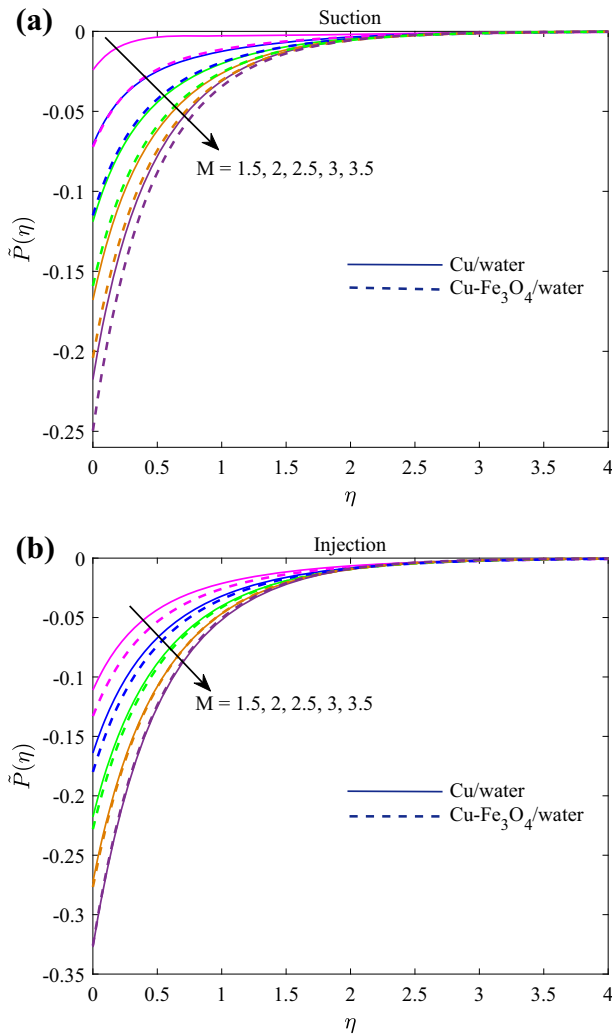 (a)
Suction
0
-0.05
-0.1
-0.15
-0.2
-0.25
P̃(η)
M = 1.5, 2, 2.5, 3, 3.5
Cu/water
Cu-Fe₃O₄/water
0 0.5 1 1.5 2 2.5 3 3.5 4
η
(b)
Injection
0
-0.05
-0.1
-0.15
-0.2
-0.25
-0.3
-0.35
P̃(η)
M = 1.5, 2, 2.5, 3, 3.5
Cu/water
Cu-Fe₃O₄/water
0 0.5 1 1.5 2 2.5 3 3.5 4
η